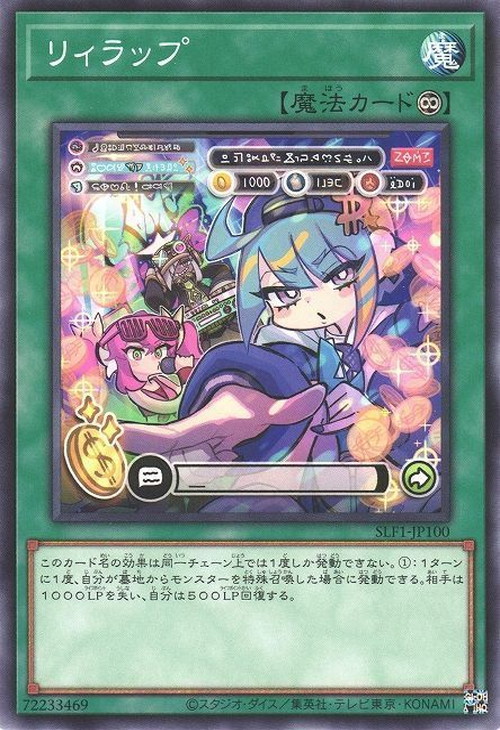 リィラップ
魔
【魔法カード】
1000
SLF1-JP100
このカード名の効果は同一チェーン上では1度しか発動できない。①:1ターン
に1度、自分が墓地からモンスターを特殊召喚した場合に発動できる。相手は
1000LPを失い、自分は500LP回復する。
72233469
©スタジオ・ダイス/集英社・テレビ東京・KONAMI